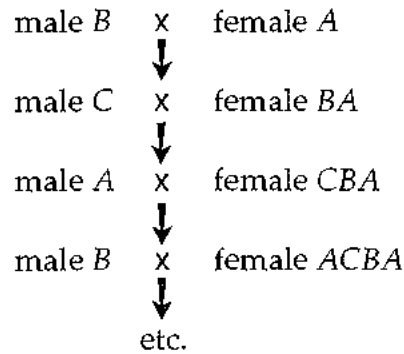 male B x female A
male C x female BA
male A x female CBA
male B x female ACBA
etc.